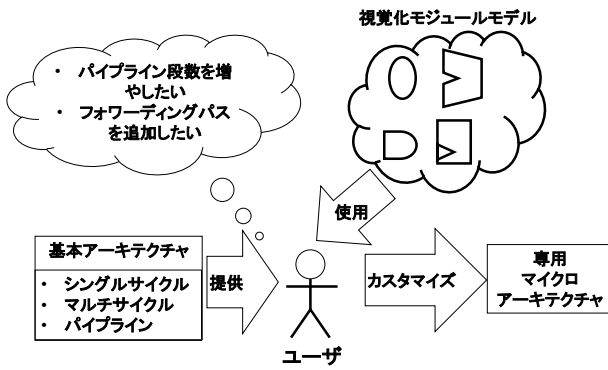 視覚化モジュールモデル
・ パイプライン段数を増
やしたい
・ フォワーディングパス
を追加したい
使用
基本アーキテクチャ
・ シングルサイクル
・ マルチサイクル
・ パイプライン
提供
ユーザ
カスタマイズ
専用
マイクロ
アーキテクチャ